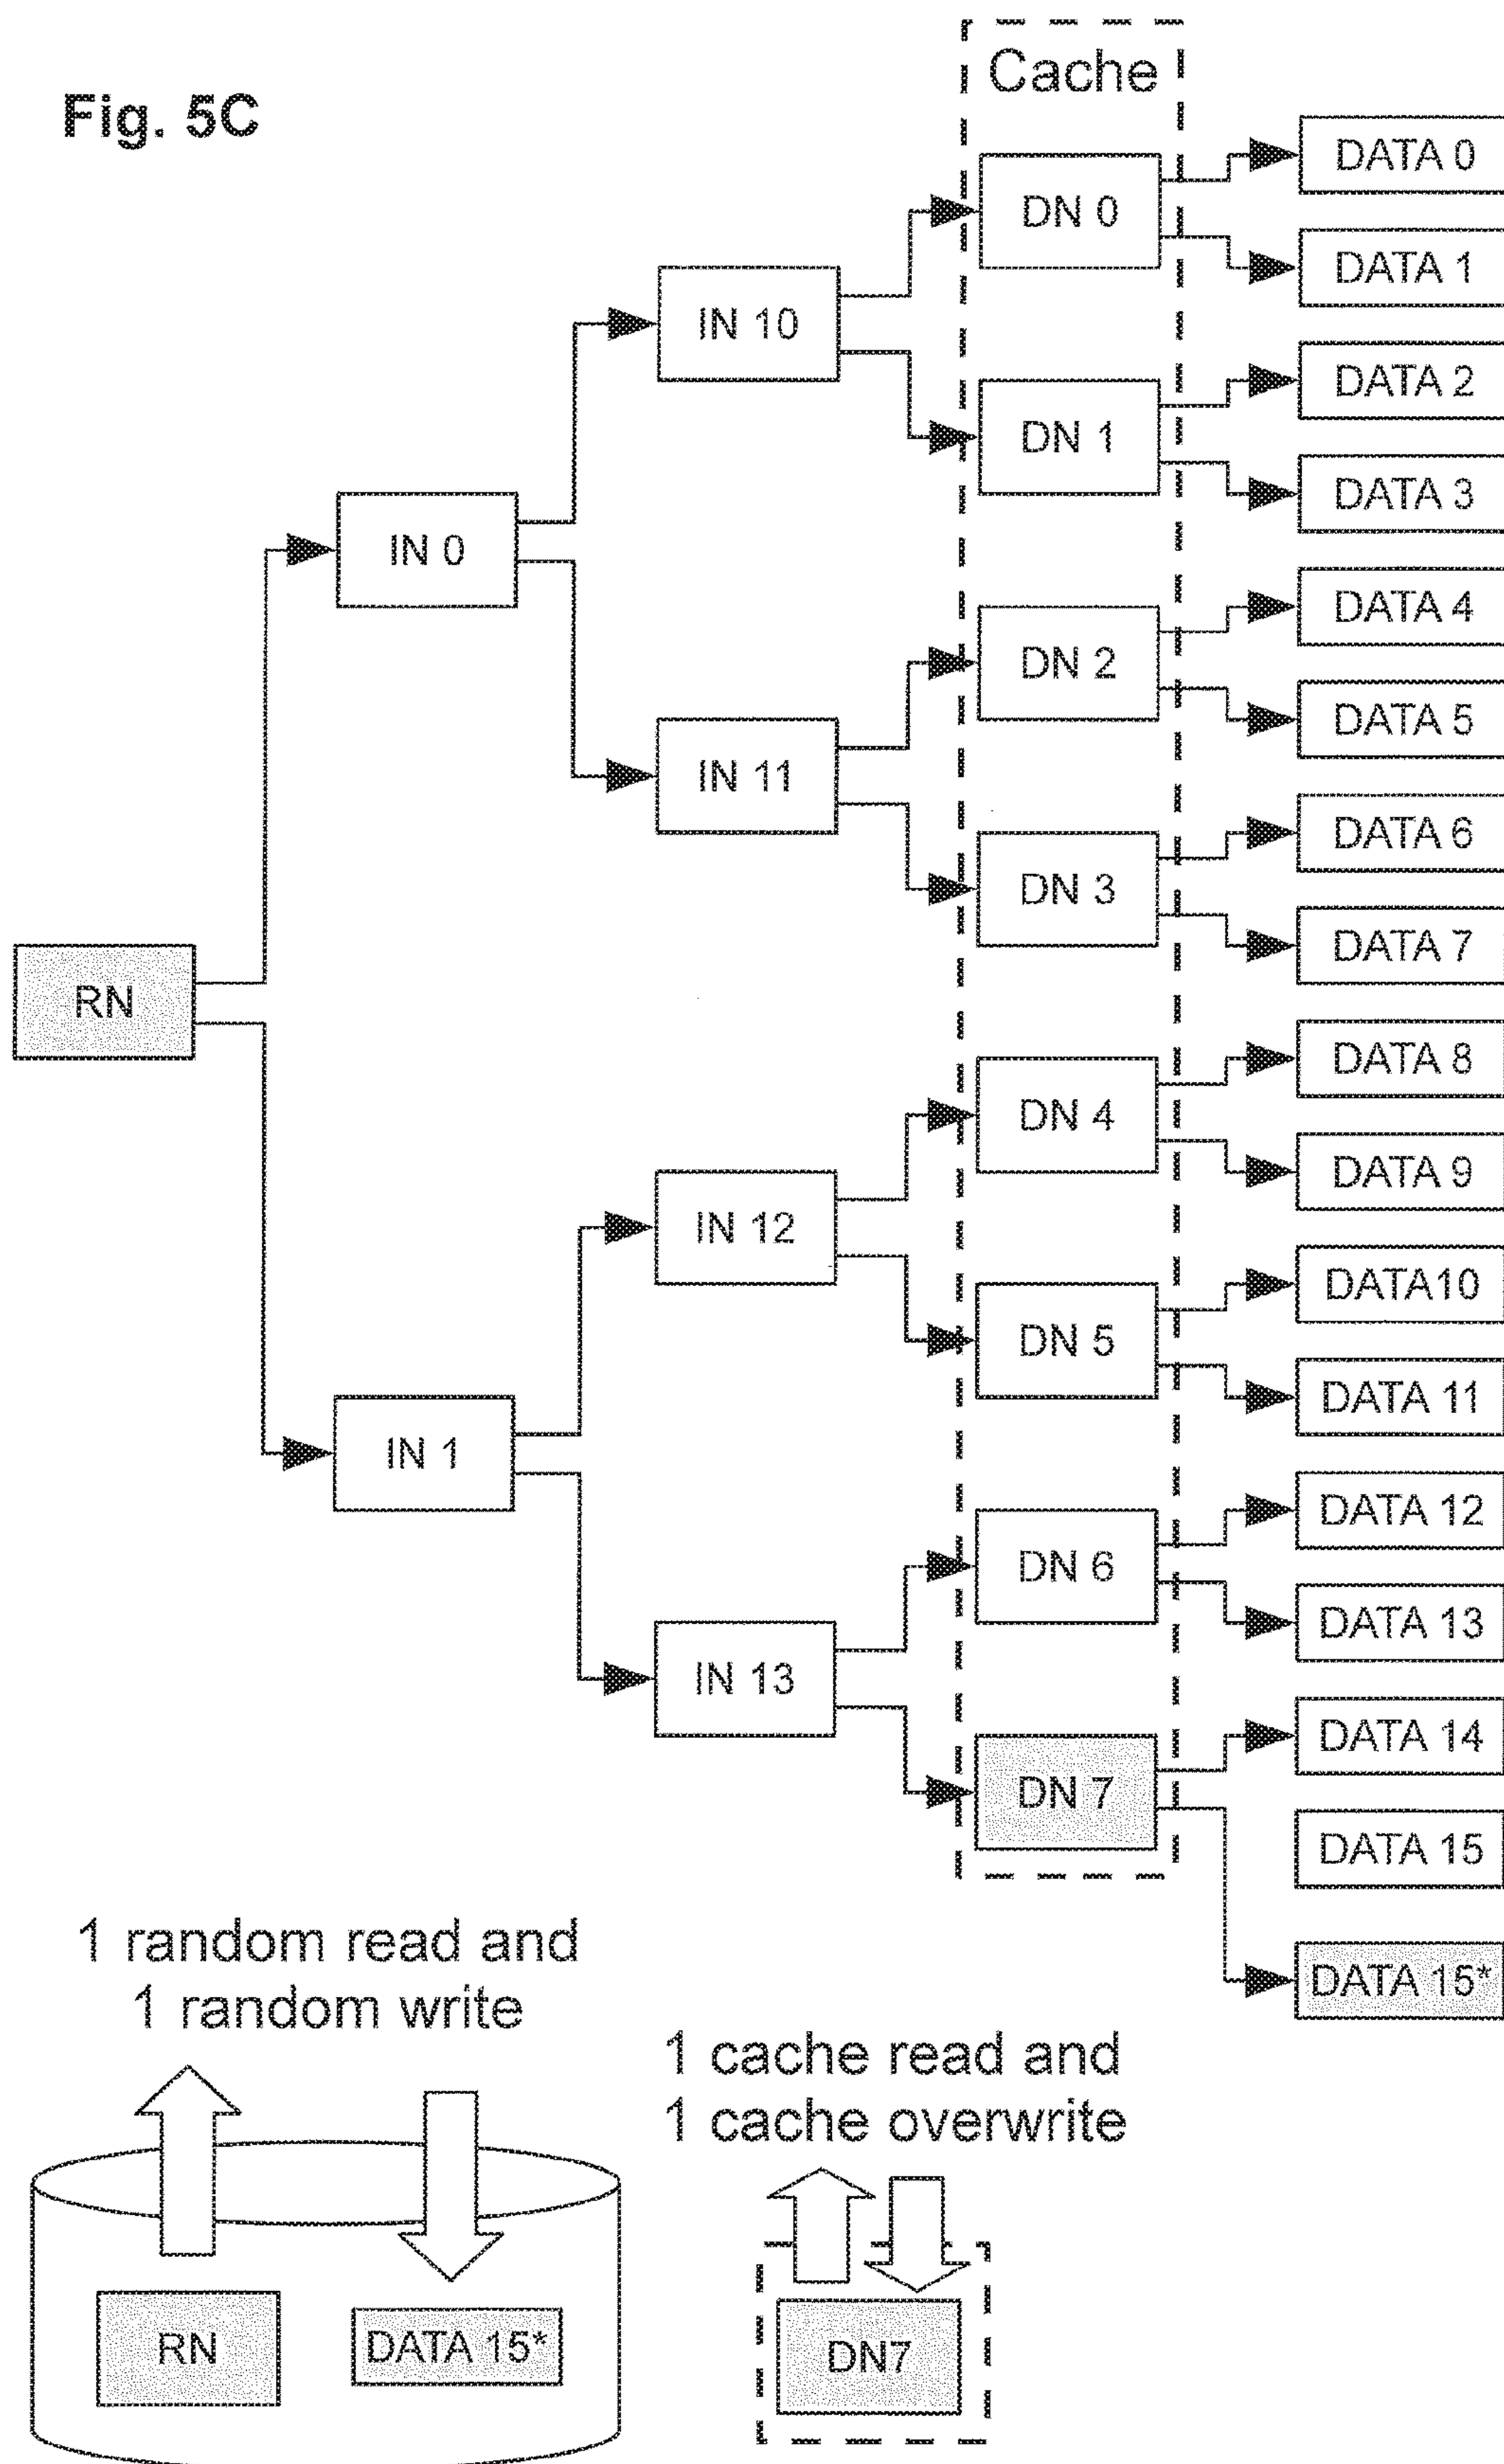 Fig. 5C
Cache
DATA 0
DN 0
DATA 1
IN 10
DATA 2
DN 1
DATA 3
IN 0
DATA 4
DN 2
DATA 5
IN 11
DATA 6
DN 3
DATA 7
RN
DATA 8
DN 4
DATA 9
IN 12
DATA10
DN 5
DATA 11
IN 1
DATA 12
DN 6
DATA 13
IN 13
DATA 14
DN 7
DATA 15
DATA 15*
1 random read and
1 random write
1 cache read and
1 cache overwrite
RN
DATA 15*
DN7